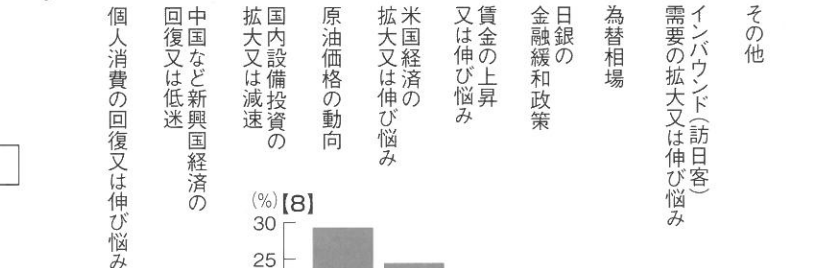 その他
インバウンド（訪日客）
需要の拡大又は伸び悩み
為替相場
日銀の
金融緩和政策
賃金の上昇
又は伸び悩み
米国経済の
拡大又は伸び悩み
原油価格の動向
国内設備投資の
拡大又は減速
中国など新興国経済の
回復又は低迷
個人消費の回復又は伸び悩み
(%)【8】
30
25